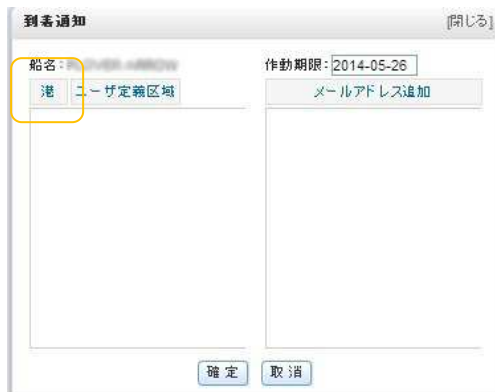 到着通知 [閉じる]
船名: 作動期限: 2014-05-26
港 ユーザ定義区域 メールアドレス追加
確定 取消